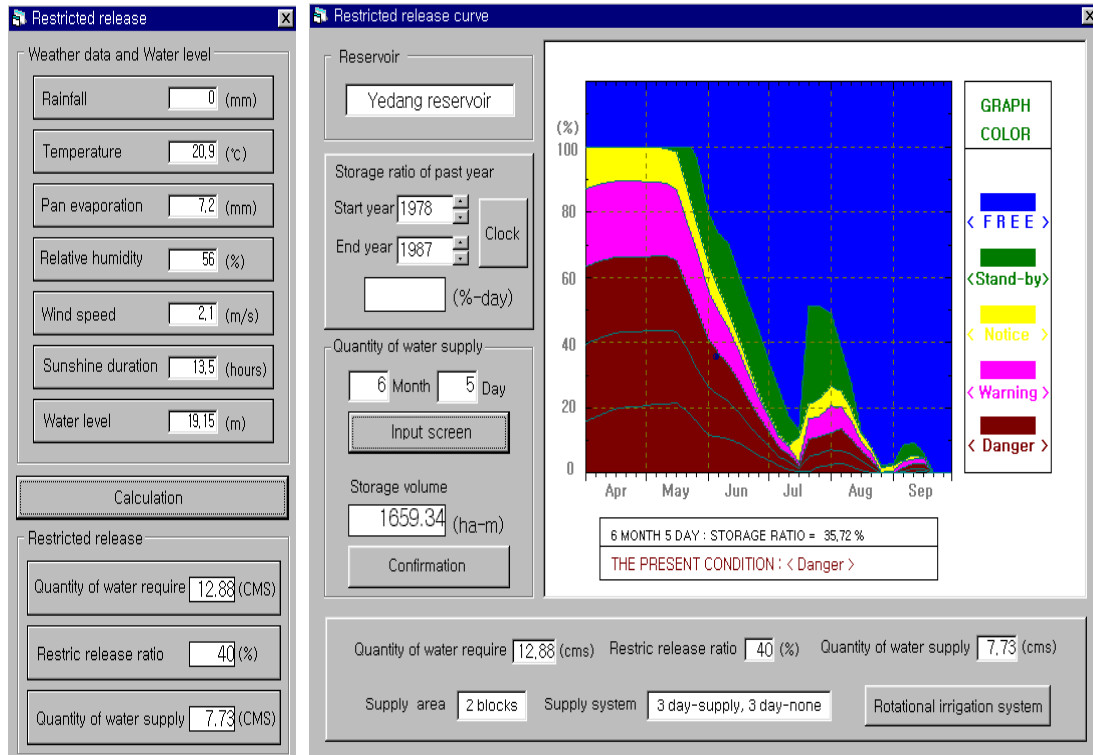 Restricted release
Weather data and Water level
Rainfall 0 (mm)
Temperature 20,9 (℃)
Pan evaporation 7,2 (mm)
Relative humidity 56 (%)
Wind speed 2,1 (m/s)
Sunshine duration 13,5 (hours)
Water level 19,15 (m)
Calculation
Restricted release
Quantity of water require 12.88 (CMS)
Restric release ratio 40 (%)
Quantity of water supply 7.73 (CMS)
Restricted release curve
Reservoir
Yedang reservoir
Storage ratio of past year
Start year 1978
End year 1987
Clock
(%-day)
Quantity of water supply
6 Month 5 Day
Input screen
Storage volume
1659.34 (ha-m)
Confirmation
(%)
100
80
60
40
20
0
Apr May Jun Jul Aug Sep
GRAPH
COLOR
< F R E E >
<Stand-by>
< Notice >
< Warning >
< Danger >
6 MONTH 5 DAY : STORAGE RATIO = 35,72 %
THE PRESENT CONDITION : < Danger >
Quantity of water require 12,88 (cms) Restric release ratio 40 (%) Quantity of water supply 7,73 (cms)
Supply area 2 blocks Supply system 3 day-supply, 3 day-none Rotational irrigation system